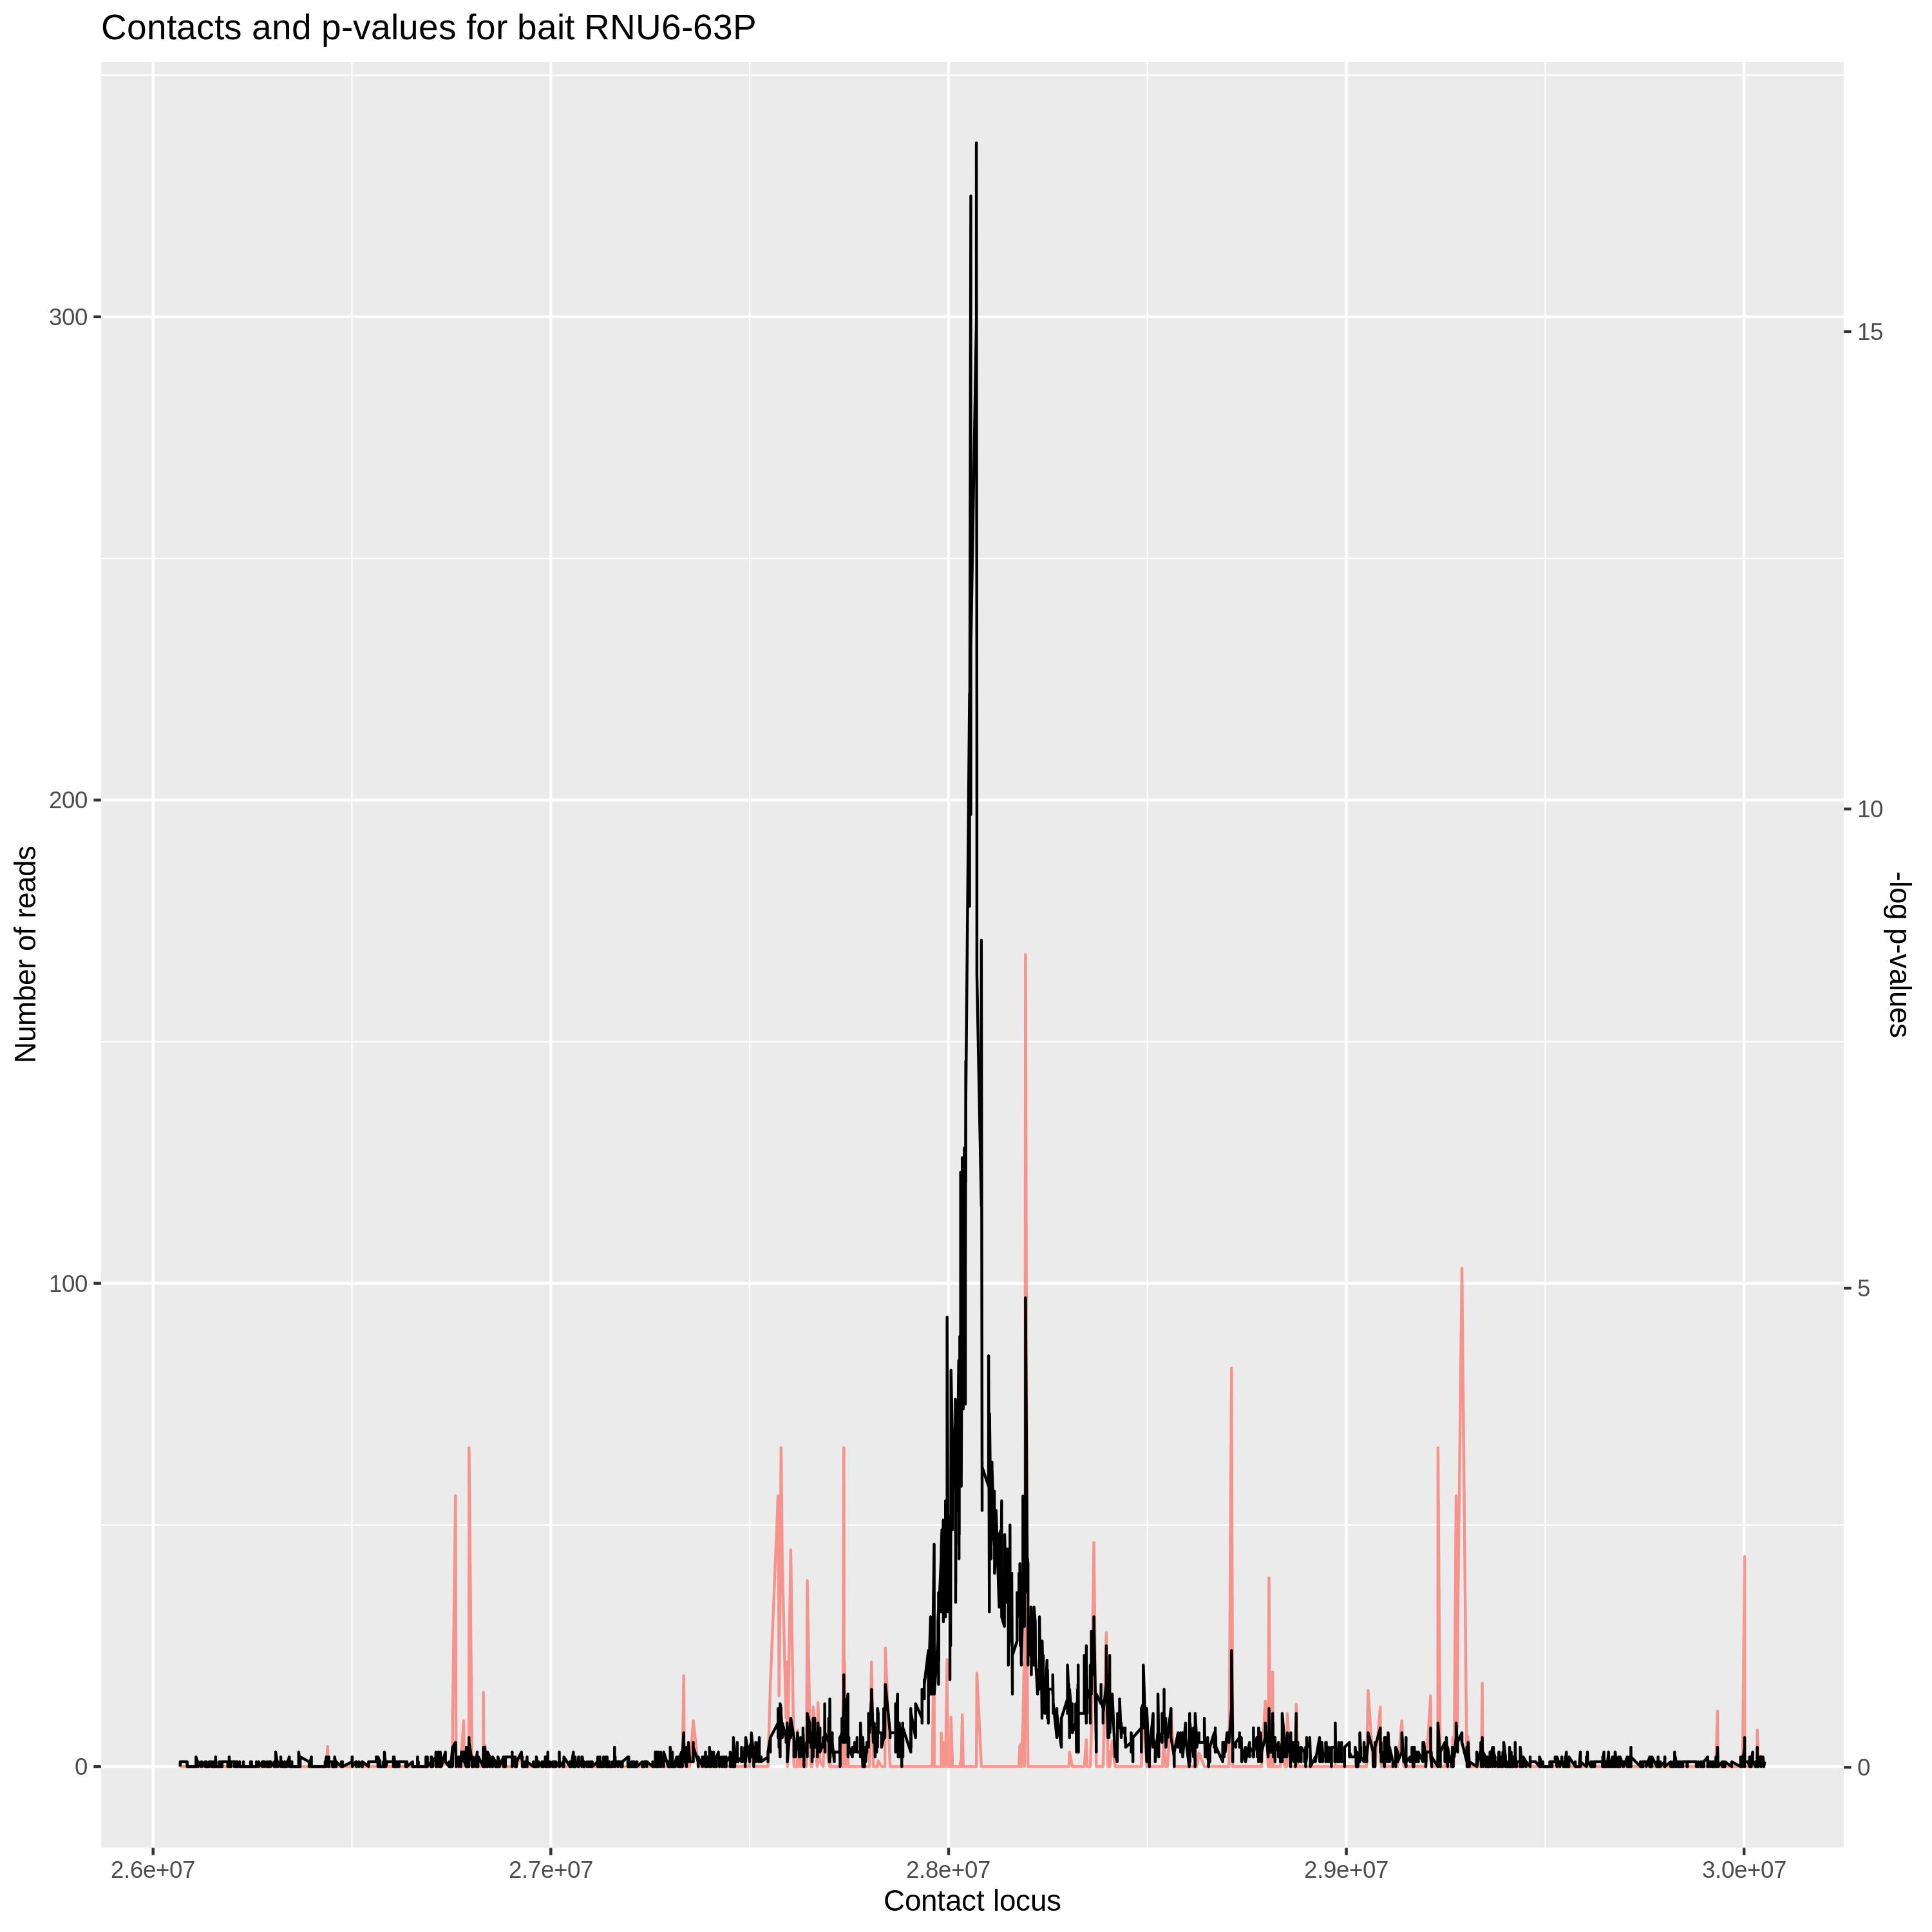 Contacts and p-values for bait RNU6-63P
300
200
100
0
15
10
5
0
Number of reads
-log p-values
2.6e+07 2.7e+07 2.8e+07 2.9e+07 3.0e+07
Contact locus